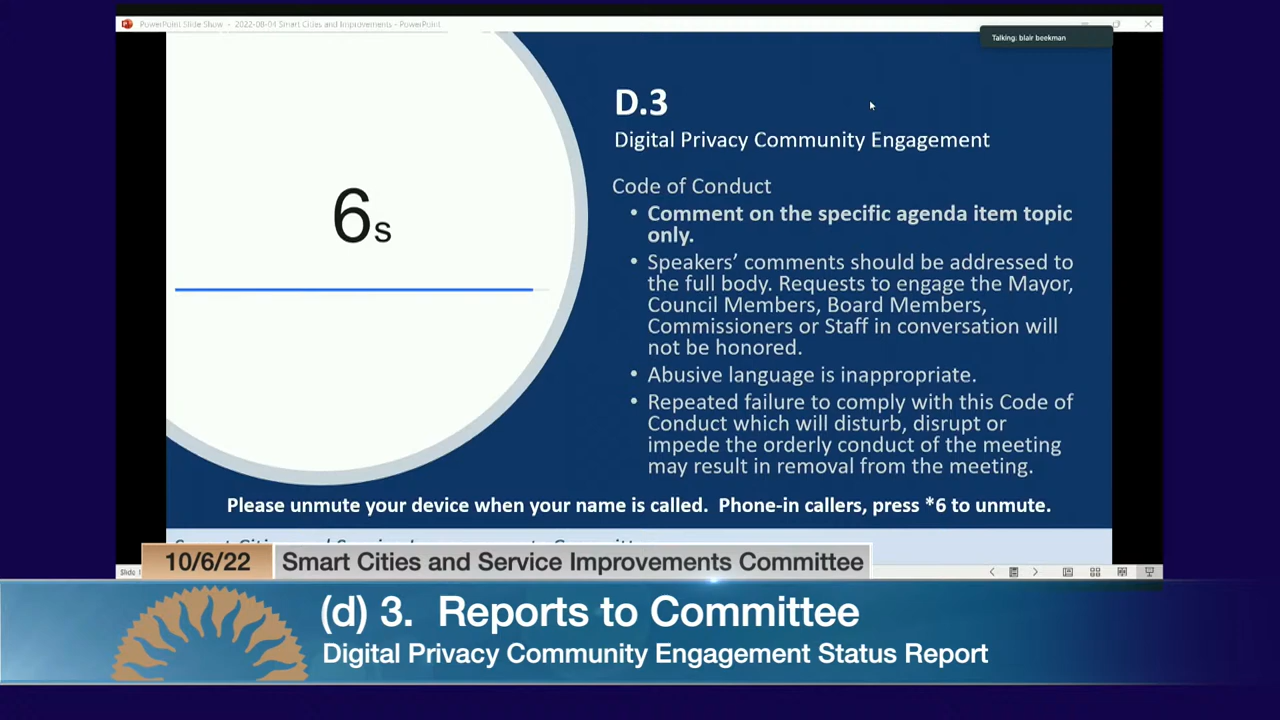 PowerPoint Slide Show - 2022-08-04 Smart Cities and Improvements - PowerPoint
Talking: blair beekman
6s
D.3
Digital Privacy Community Engagement
Code of Conduct
• Comment on the specific agenda item topic
only.
• Speakers’ comments should be addressed to
the full body. Requests to engage the Mayor,
Council Members, Board Members,
Commissioners or Staff in conversation will
not be honored.
• Abusive language is inappropriate.
• Repeated failure to comply with this Code of
Conduct which will disturb, disrupt or
impede the orderly conduct of the meeting
may result in removal from the meeting.
Please unmute your device when your name is called. Phone-in callers, press *6 to unmute.
Slide
10/6/22 Smart Cities and Service Improvements Committee
(d) 3. Reports to Committee
Digital Privacy Community Engagement Status Report